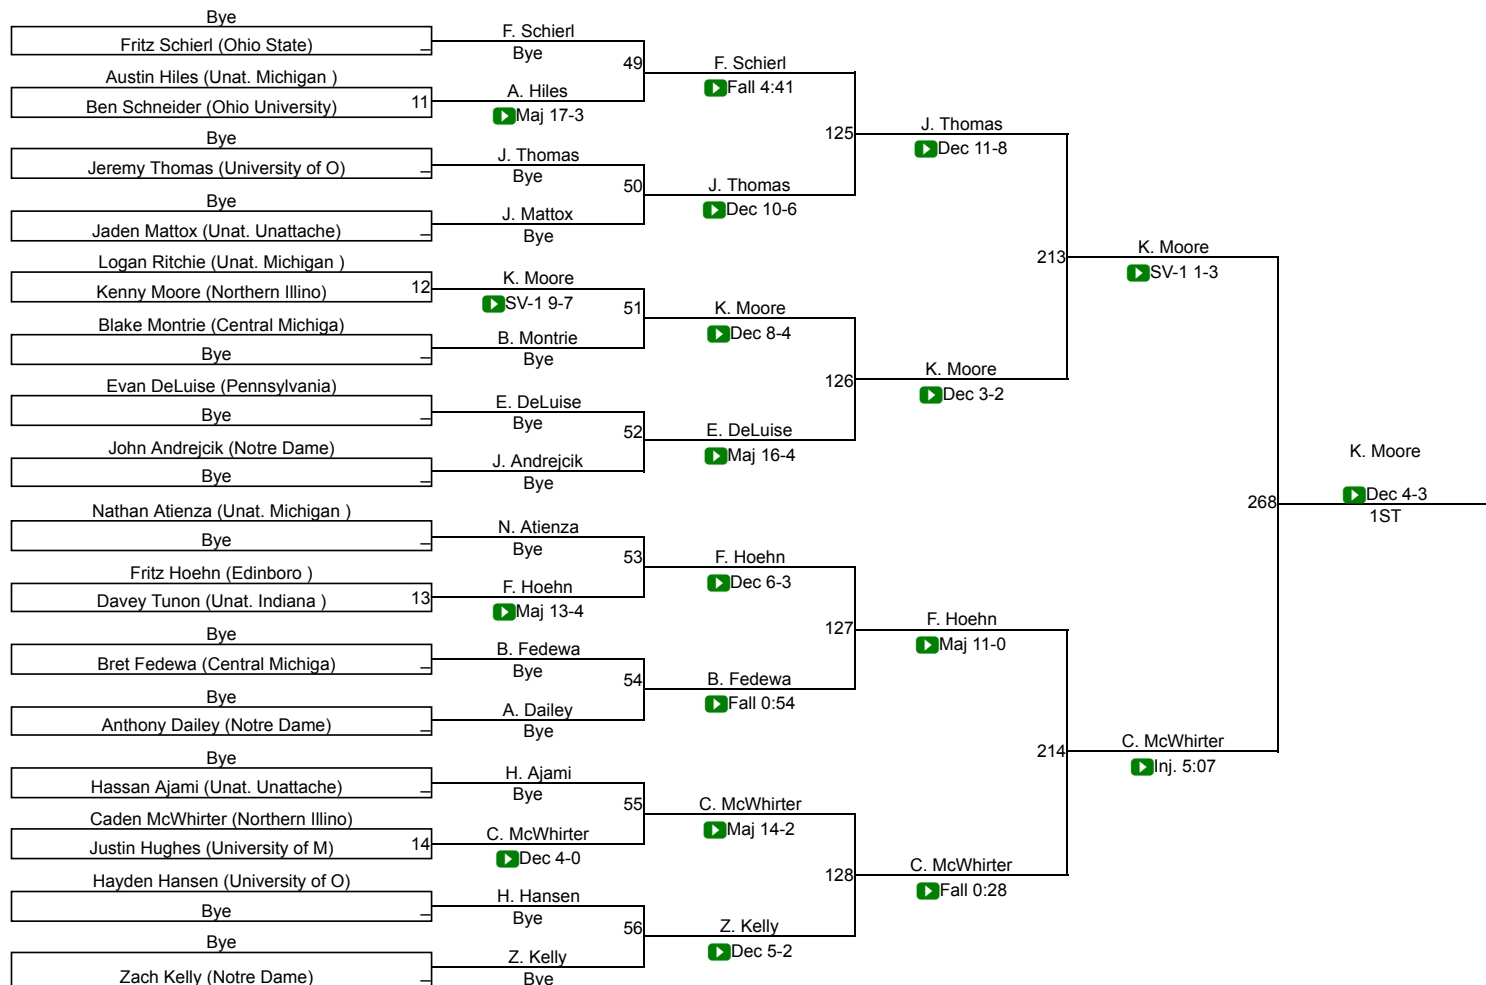 Bye
Fritz Schierl (Ohio State) _
F. Schierl
Bye
49
Austin Hiles (Unat. Michigan )
Ben Schneider (Ohio University) 11
A. Hiles
Maj 17-3
F. Schierl
Fall 4:41
Bye
Jeremy Thomas (University of O) _
J. Thomas
Bye
50
Bye
Jaden Mattox (Unat. Unattache) _
J. Mattox
Bye
J. Thomas
Dec 10-6
125
J. Thomas
Dec 11-8
Logan Ritchie (Unat. Michigan )
Kenny Moore (Northern Illino) 12
K. Moore
SV-1 9-7
51
Blake Montrie (Central Michiga)
Bye _
B. Montrie
Bye
K. Moore
Dec 8-4
Evan DeLuise (Pennsylvania)
Bye _
E. DeLuise
Bye
52
John Andrejcik (Notre Dame)
Bye _
J. Andrejcik
Bye
E. DeLuise
Maj 16-4
126
K. Moore
Dec 3-2
213
K. Moore
SV-1 1-3
Nathan Atienza (Unat. Michigan )
Bye _
N. Atienza
Bye
53
Fritz Hoehn (Edinboro )
Davey Tunon (Unat. Indiana ) 13
F. Hoehn
Maj 13-4
F. Hoehn
Dec 6-3
Bye
Bret Fedewa (Central Michiga) _
B. Fedewa
Bye
54
Bye
Anthony Dailey (Notre Dame) _
A. Dailey
Bye
B. Fedewa
Fall 0:54
127
F. Hoehn
Maj 11-0
Bye
Hassan Ajami (Unat. Unattache) _
H. Ajami
Bye
55
Caden McWhirter (Northern Illino)
Justin Hughes (University of M) 14
C. McWhirter
Dec 4-0
C. McWhirter
Maj 14-2
Hayden Hansen (University of O)
Bye _
H. Hansen
Bye
56
Bye
Zach Kelly (Notre Dame) _
Z. Kelly
Bye
Z. Kelly
Dec 5-2
128
C. McWhirter
Fall 0:28
214
C. McWhirter
Inj. 5:07
268
K. Moore
Dec 4-3
1ST